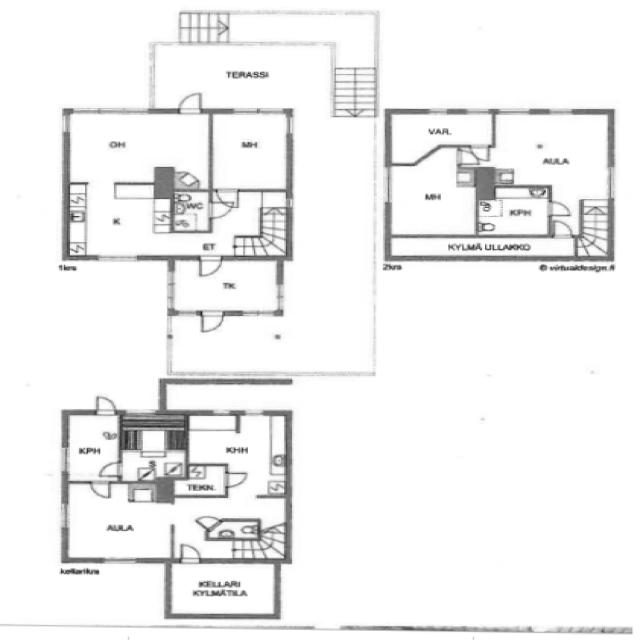 TERASSI
OH
MH
K
WC
ET
1krs
TK
VAR.
AULA
MH
KPH
KYLMÄ ULLAKKO
2krs
© virtualdesign.fi
KPH
KHH
TEKN.
AULA
kellarikrs
KELLARI
KYLMÄTILA